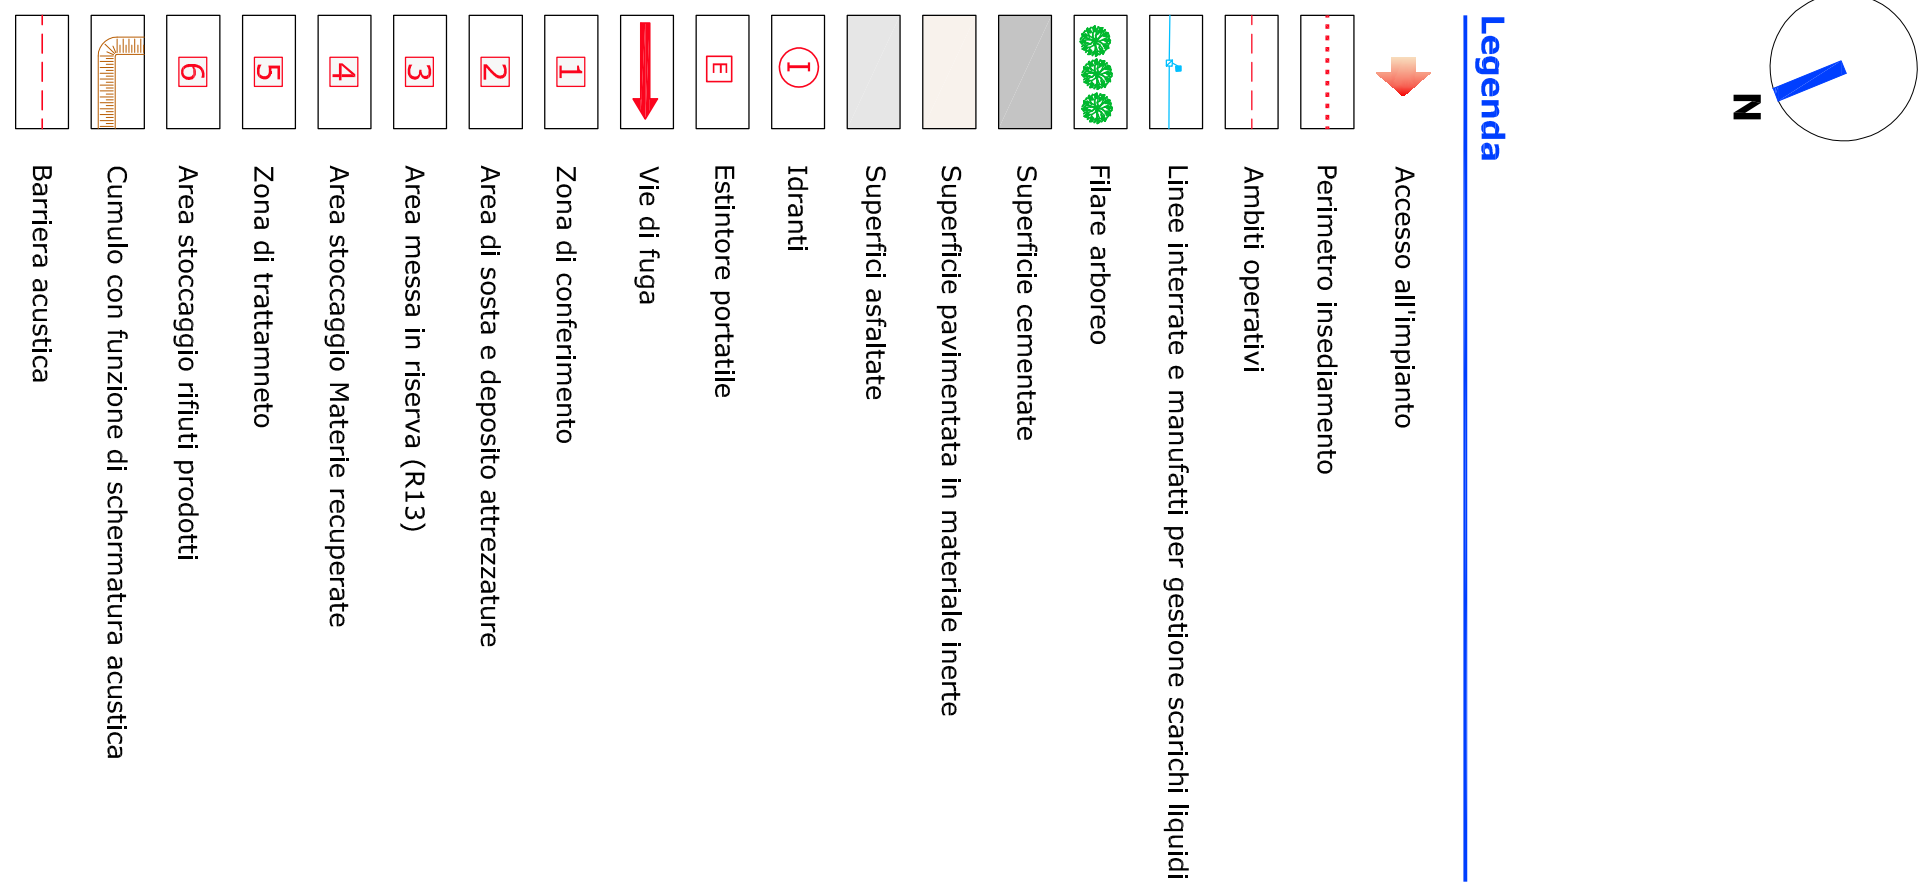 N
Legenda
Accesso all'impianto
Perimetro insediamento
Ambiti operativi
Linee interrate e manufatti per gestione scarichi liquidi
Filare arboreo
Superficie cementate
Superficie pavimentata in materiale inerte
Superfici asfaltate
I Idranti
E Estintore portatile
Vie di fuga
1 Zona di conferimento
2 Area di sosta e deposito attrezzature
3 Area messa in riserva (R13)
4 Area stoccaggio Materie recuperate
5 Zona di trattamneto
6 Area stoccaggio rifiuti prodotti
Cumulo con funzione di schermatura acustica
Barriera acustica